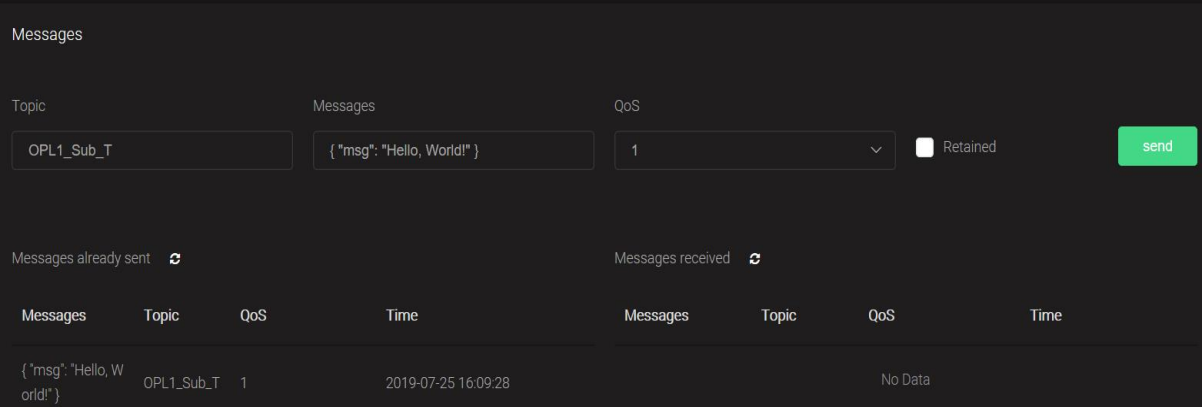 Messages
Topic Messages QoS
OPL1_Sub_T { "msg": "Hello, World!" } 1 Retained send
Messages already sent Messages received
Messages Topic QoS Time Messages Topic QoS Time
{ "msg": "Hello, W OPL1_Sub_T 1 2019-07-25 16:09:28 No Data
orld!" }